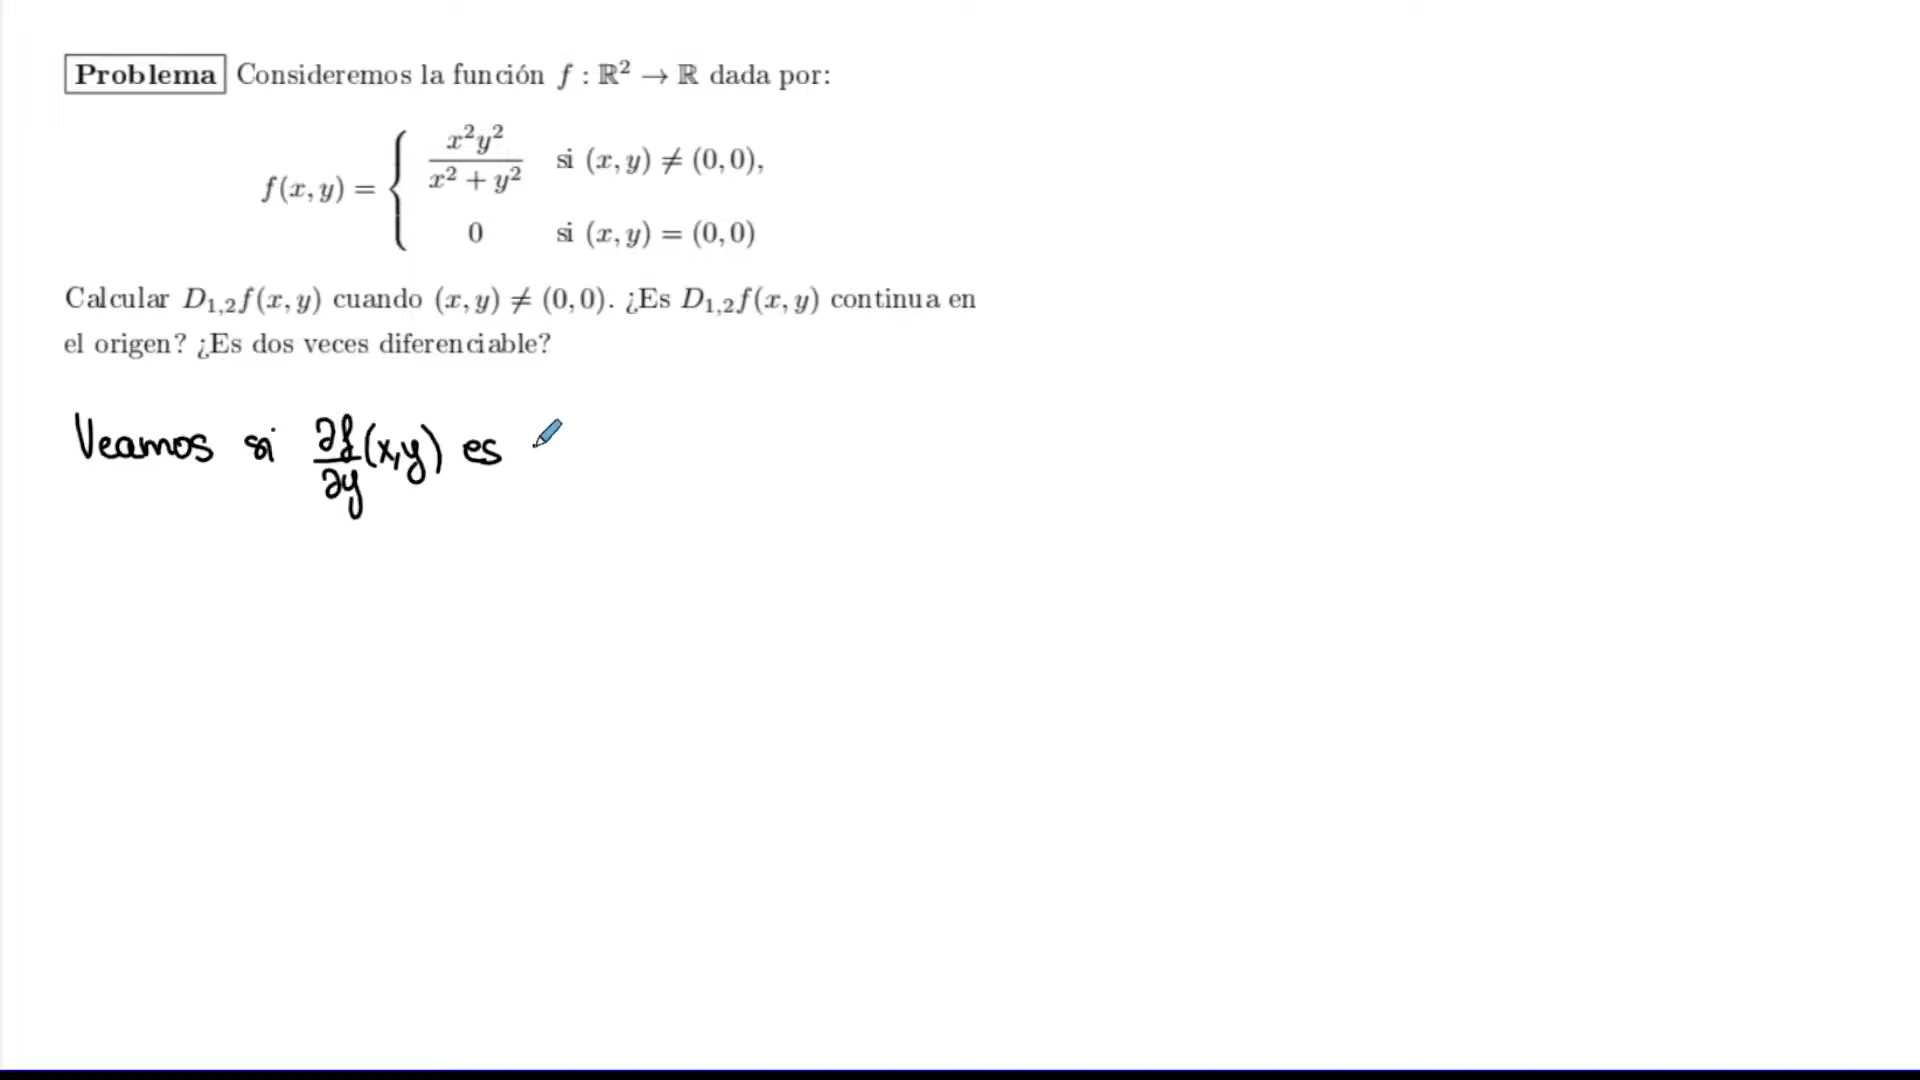 Problema Consideremos la función f : ℝ² → ℝ dada por:
f(x, y) = { x²y² / (x² + y²) si (x, y) ≠ (0, 0),
0 si (x, y) = (0, 0)
Calcular D₁,₂f(x, y) cuando (x, y) ≠ (0, 0). ¿Es D₁,₂f(x, y) continua en
el origen? ¿Es dos veces diferenciable?
Veamos si ∂f/∂y (x,y) es